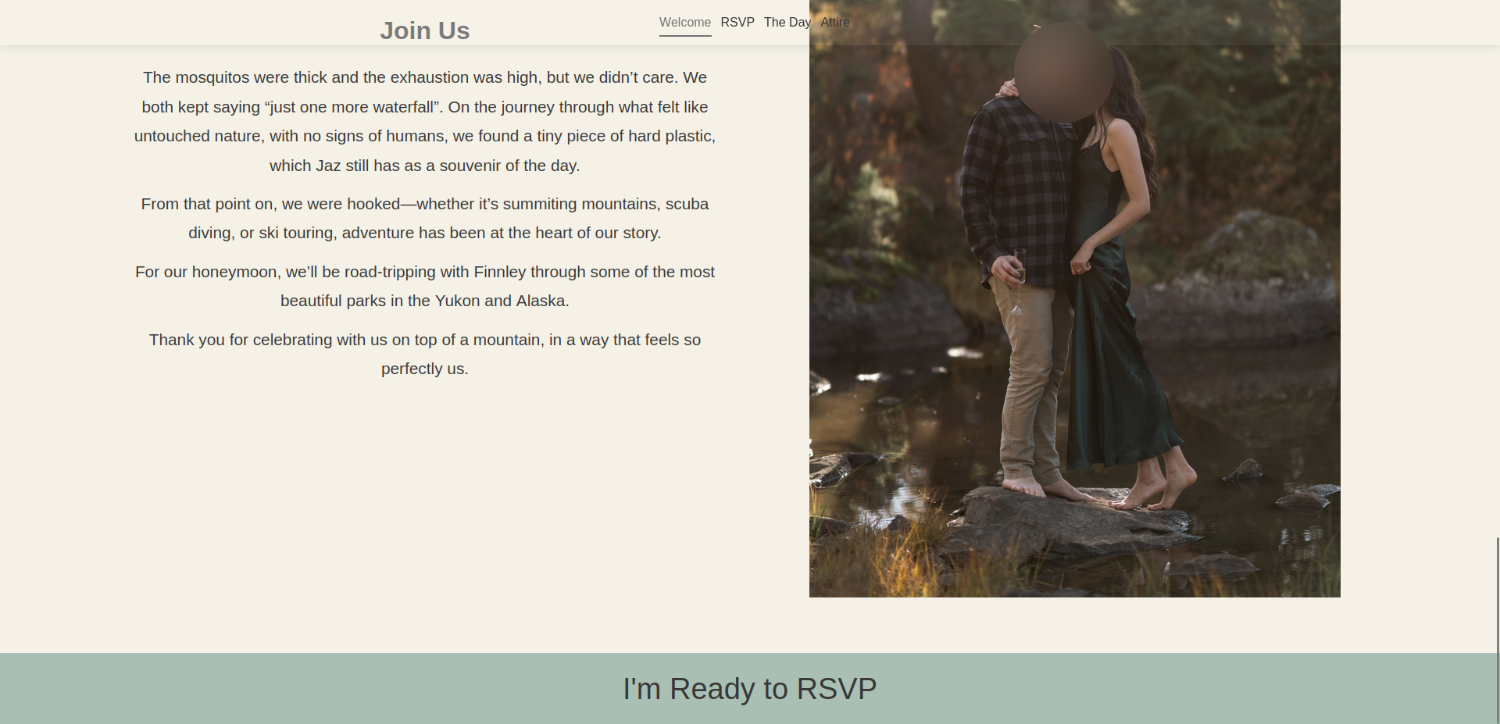 Join Us
Welcome RSVP The Day Attire
The mosquitos were thick and the exhaustion was high, but we didn’t care. We
both kept saying “just one more waterfall”. On the journey through what felt like
untouched nature, with no signs of humans, we found a tiny piece of hard plastic,
which Jaz still has as a souvenir of the day.
From that point on, we were hooked—whether it’s summiting mountains, scuba
diving, or ski touring, adventure has been at the heart of our story.
For our honeymoon, we’ll be road-tripping with Finnley through some of the most
beautiful parks in the Yukon and Alaska.
Thank you for celebrating with us on top of a mountain, in a way that feels so
perfectly us.
I'm Ready to RSVP